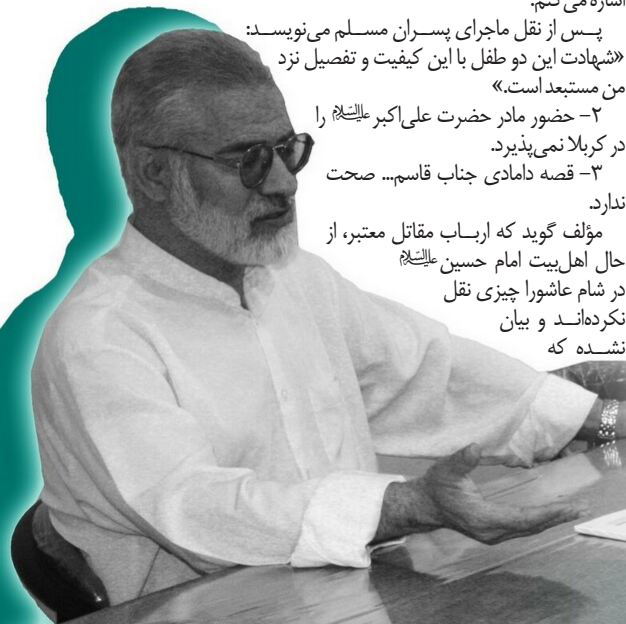 اشاره می‌کنم.
پس از نقل ماجرای پسران مسلم می‌نویسد:
«شهادت این دو طفل با این کیفیت و تفصیل نزد
من مستبعد است.»
۲- حضور مادر حضرت علی‌اکبر علیه‌السلام را
در کربلا نمی‌پذیرد.
۳- قصه دامادی جناب قاسم... صحت
ندارد.
مؤلف گوید که ارباب مقاتل معتبر، از
حال اهل‌بیت امام حسین علیه‌السلام
در شام عاشورا چیزی نقل
نکرده‌اند و بیان
نشده که